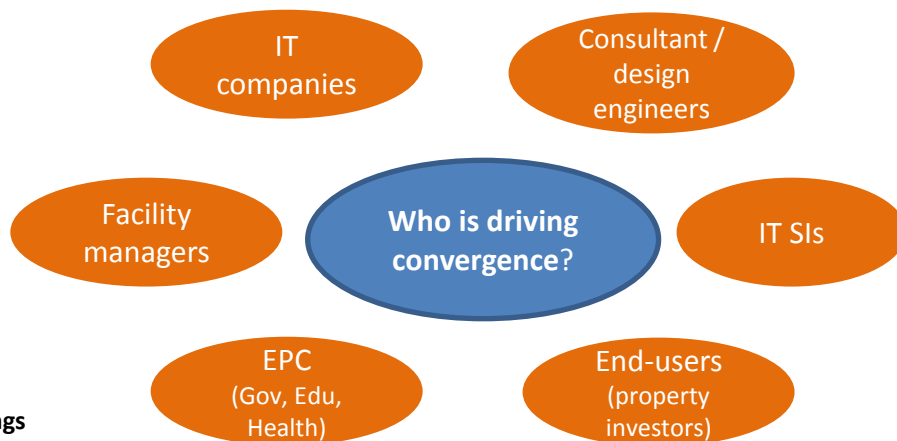 IT
companies
Consultant /
design
engineers
Facility
managers
Who is driving
convergence?
IT SIs
EPC
(Gov, Edu,
Health)
End-users
(property
investors)